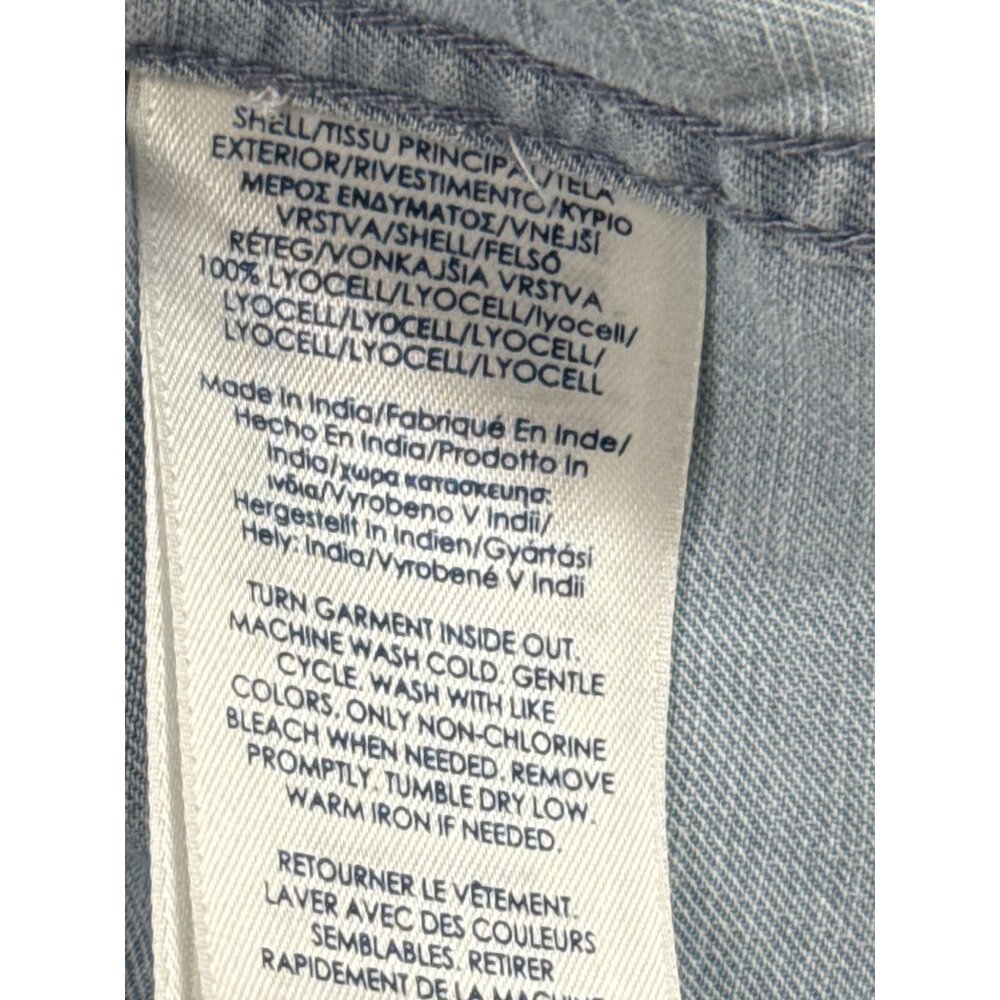 SHELL/TISSU PRINCIPAL/TELA
EXTERIOR/RIVESTIMENTO/ΚΥΡΙΟ
ΜΕΡΟΣ ΕΝΔΥΜΑΤΟΣ/VNĚJŠÍ
VRSTVA/SHELL/FELSŐ
RÉTEG/VONKAJŠIA VRSTVA
100% LYOCELL/LYOCELL/lyocell/
LYOCELL/LYOCELL/LYOCELL/
LYOCELL/LYOCELL/LYOCELL
Made In India/Fabriqué En Inde/
Hecho En India/Prodotto In
India/χωρα κατασκευησ:
ινδια/Vyrobeno V Indii/
Hergestellt In Indien/Gyártási
Hely: India/Vyrobené V Indii
TURN GARMENT INSIDE OUT.
MACHINE WASH COLD. GENTLE
CYCLE. WASH WITH LIKE
COLORS. ONLY NON-CHLORINE
BLEACH WHEN NEEDED. REMOVE
PROMPTLY. TUMBLE DRY LOW.
WARM IRON IF NEEDED.
RETOURNER LE VÊTEMENT.
LAVER AVEC DES COULEURS
SEMBLABLES. RETIRER
RAPIDEMENT DE LA MACHINE